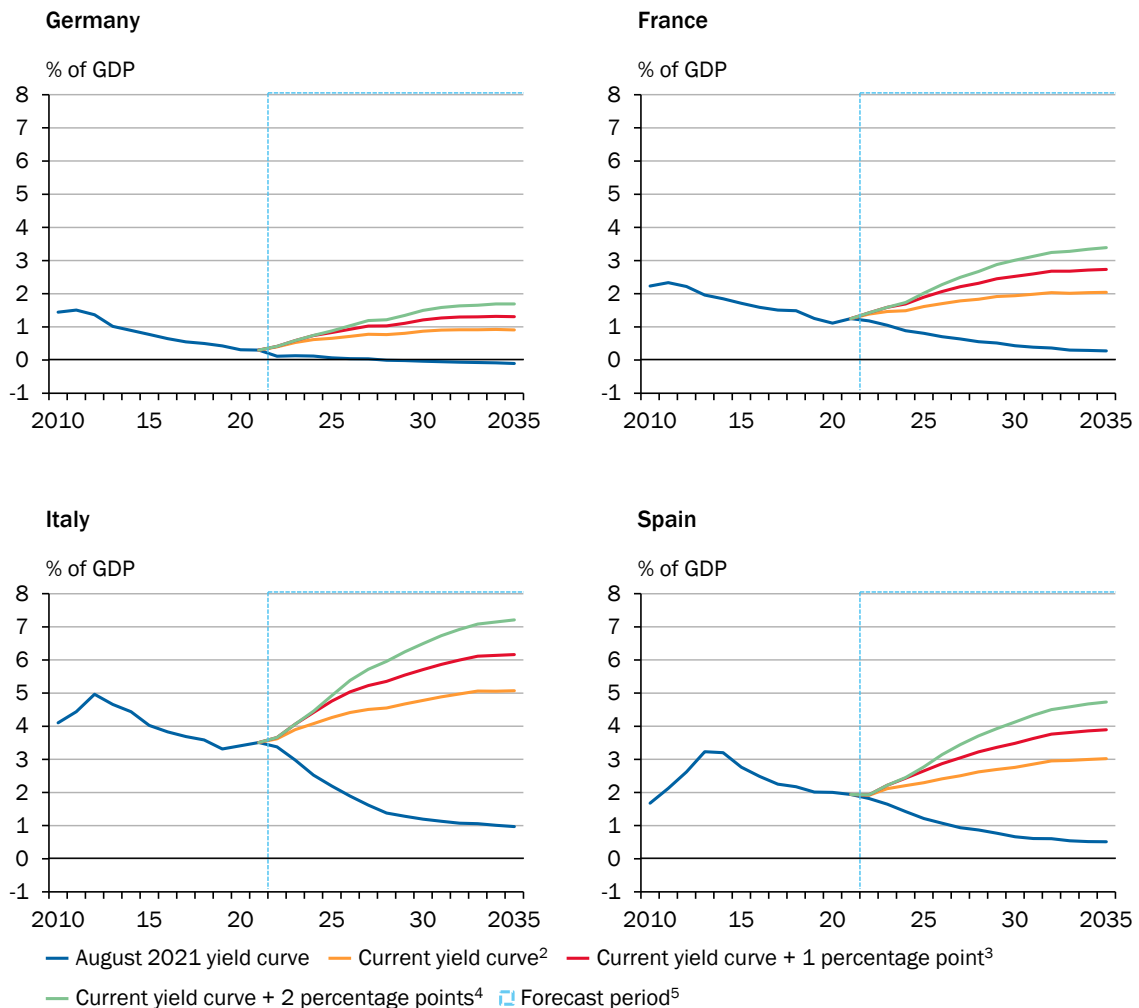 Germany
% of GDP
8
7
6
5
4
3
2
1
0
-1
2010 15 20 25 30 2035
France
% of GDP
8
7
6
5
4
3
2
1
0
-1
2010 15 20 25 30 2035
Italy
% of GDP
8
7
6
5
4
3
2
1
0
-1
2010 15 20 25 30 2035
Spain
% of GDP
8
7
6
5
4
3
2
1
0
-1
2010 15 20 25 30 2035
August 2021 yield curve Current yield curve² Current yield curve + 1 percentage point³
Current yield curve + 2 percentage points⁴ Forecast period⁵